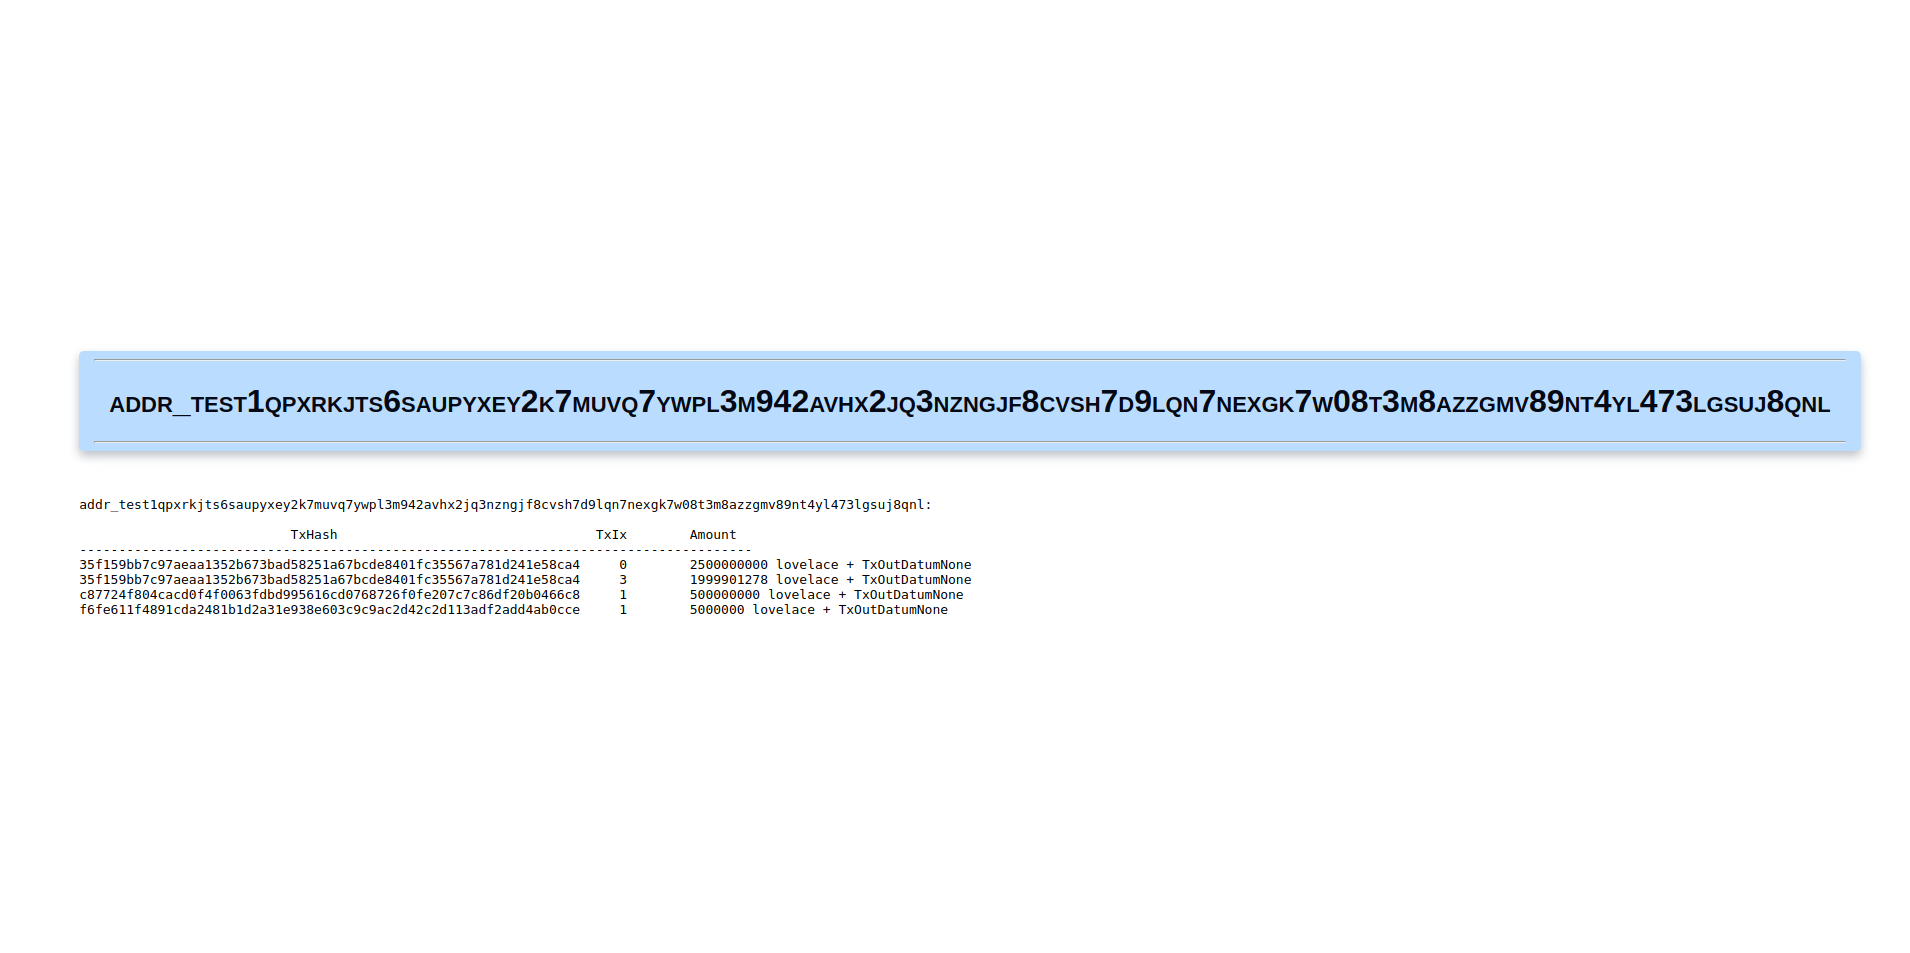 ADDR_TEST1QPXRKJTS6SAUPYXEY2K7MUVQ7YWPL3M942AVHX2JQ3NZNGJF8CVSH7D9LQN7NEXGK7W08T3M8AZZGMV89NT4YL473LGSUJ8QNL
addr_test1qpxrkjts6saupyxey2k7muvq7ywpl3m942avhx2jq3nzngjf8cvsh7d9lqn7nexgk7w08t3m8azzgmv89nt4yl473lgsuj8qnl:
TxHash TxIx Amount
--------------------------------------------------------------------------------------
35f159bb7c97aeaa1352b673bad58251a67bcde8401fc35567a781d241e58ca4 0 2500000000 lovelace + TxOutDatumNone
35f159bb7c97aeaa1352b673bad58251a67bcde8401fc35567a781d241e58ca4 3 1999901278 lovelace + TxOutDatumNone
c87724f804cacd0f4f0063fdbd995616cd0768726f0fe207c7c86df20b0466c8 1 500000000 lovelace + TxOutDatumNone
f6fe611f4891cda2481b1d2a31e938e603c9c9ac2d42c2d113adf2add4ab0cce 1 5000000 lovelace + TxOutDatumNone